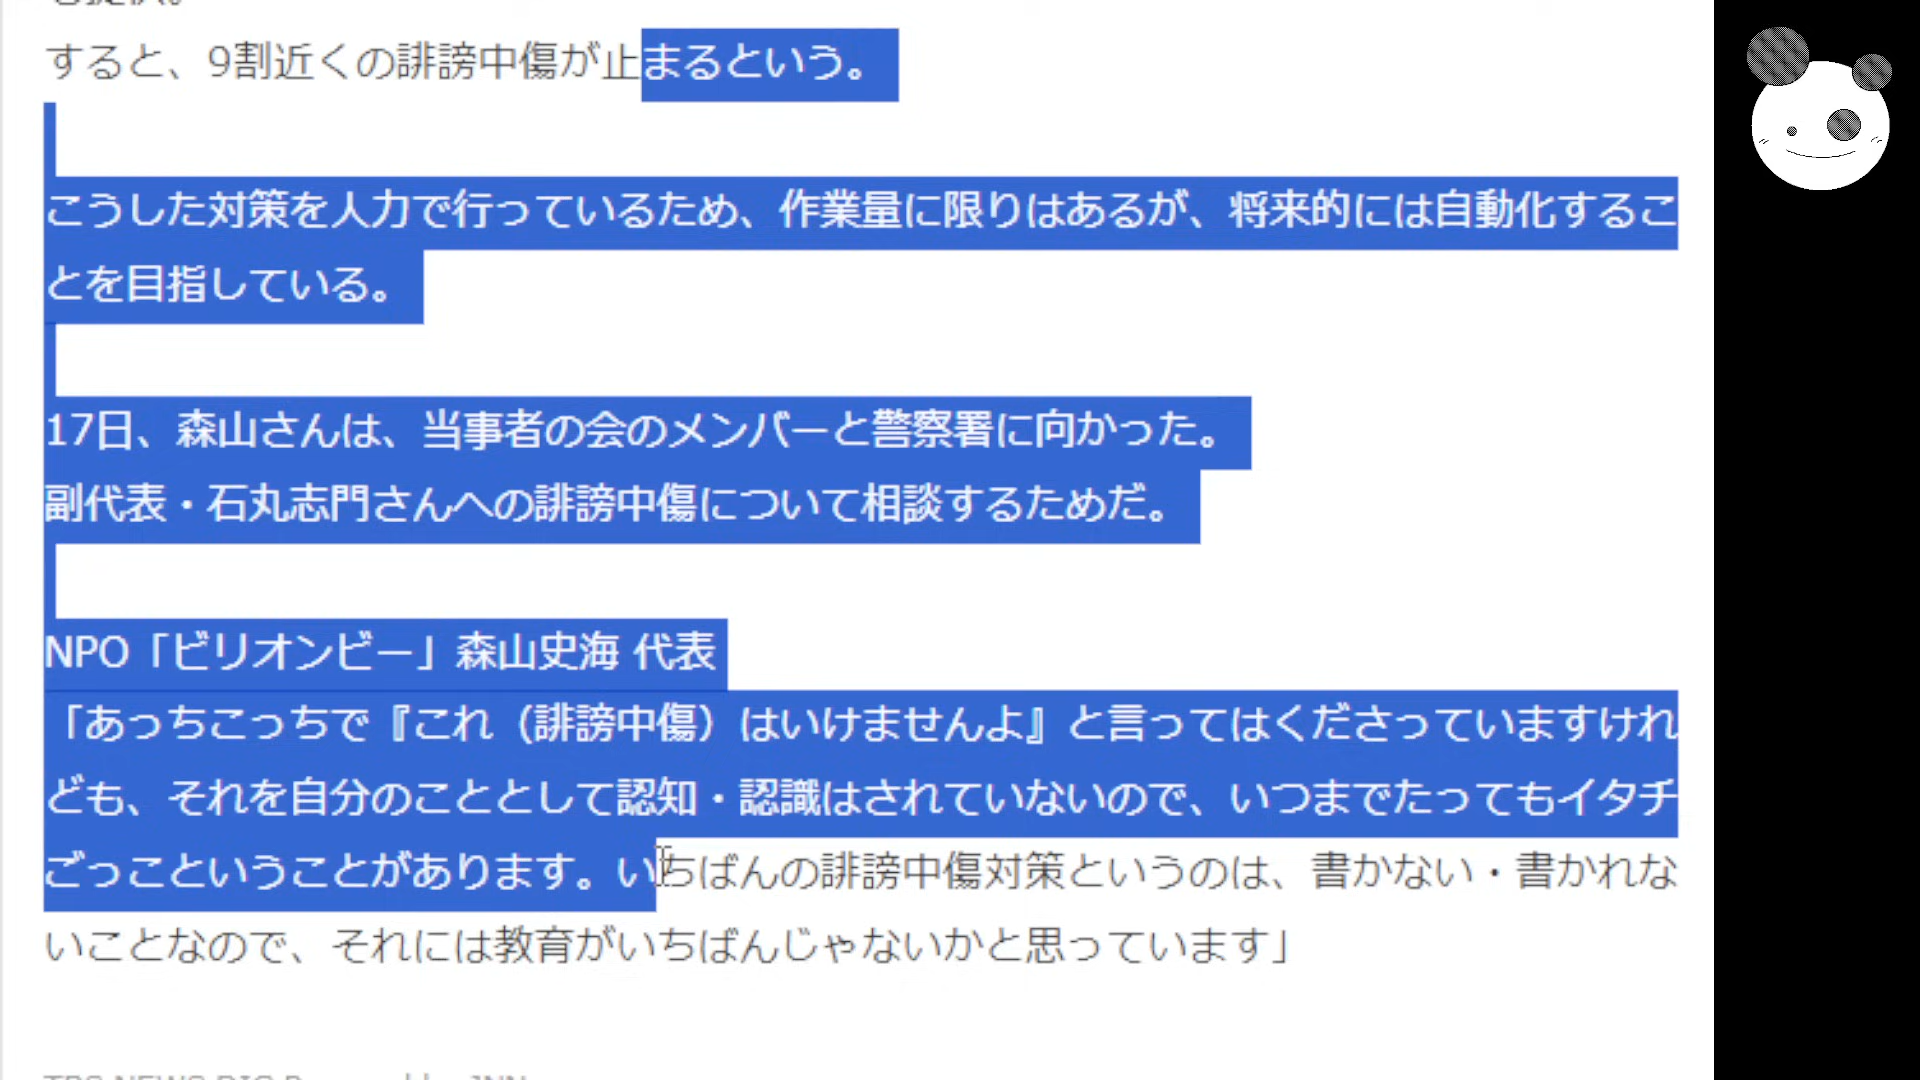 すると、9割近くの誹謗中傷が止まるという。
こうした対策を人力で行っているため、作業量に限りはあるが、将来的には自動化するこ
とを目指している。
17日、森山さんは、当事者の会のメンバーと警察署に向かった。
副代表・石丸志門さんへの誹謗中傷について相談するためだ。
NPO「ビリオンビー」森山史海 代表
「あっちこっちで『これ（誹謗中傷）はいけませんよ』と言ってはくださっていますけれ
ども、それを自分のこととして認知・認識はされていないので、いつまでたってもイタチ
ごっこということがあります。いちばんの誹謗中傷対策というのは、書かない・書かれな
いことなので、それには教育がいちばんじゃないかと思っています」